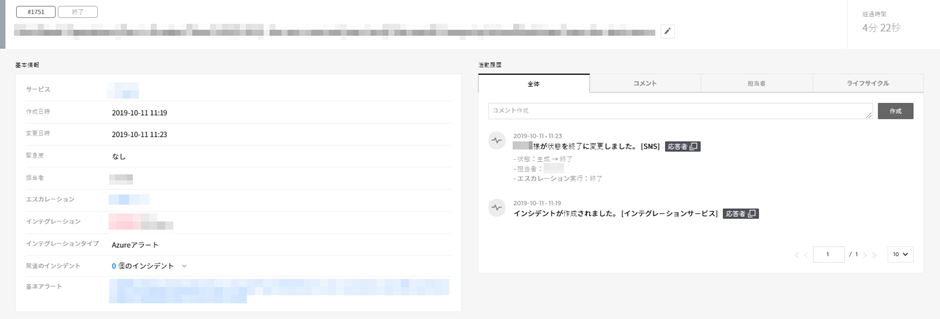 #1751
終了
経過時間
4分 22秒
基本情報
サービス
作成日時
2019-10-11 11:19
変更日時
2019-10-11 11:23
緊急度
なし
担当者
エスカレーション
インテグレーション
インテグレーションタイプ
Azureアラート
関連のインシデント
0 個のインシデント
基本アラート
活動履歴
全体
コメント
担当者
ライフサイクル
コメント作成
作成
2019-10-11 - 11:23
様が状態を終了に変更しました。 [SNS] 応答者
- 状態 : 生成 → 終了
- 担当者 :
- エスカレーション実行 : 終了
2019-10-11 - 11:19
インシデントが作成されました。 [インテグレーションサービス] 応答者
1 / 1
10